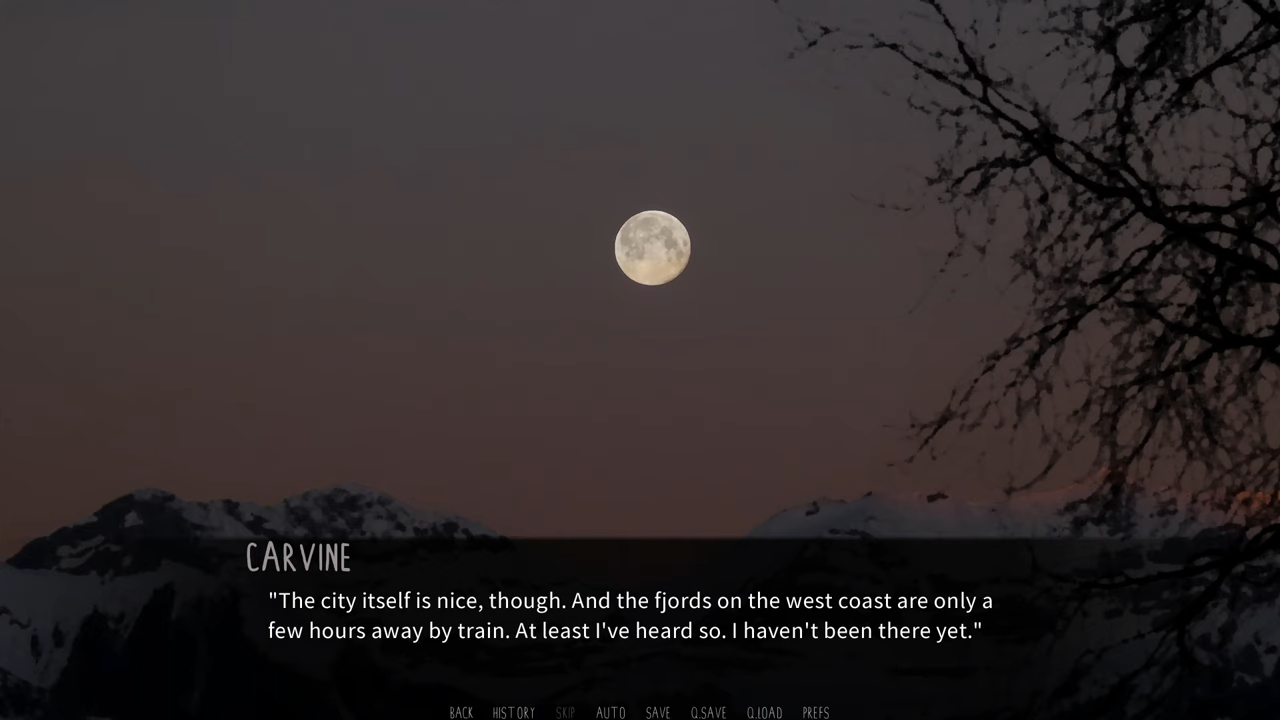 CARVINE
"The city itself is nice, though. And the fjords on the west coast are only a
few hours away by train. At least I've heard so. I haven't been there yet."
BACK HISTORY SKIP AUTO SAVE Q.SAVE Q.LOAD PREFS